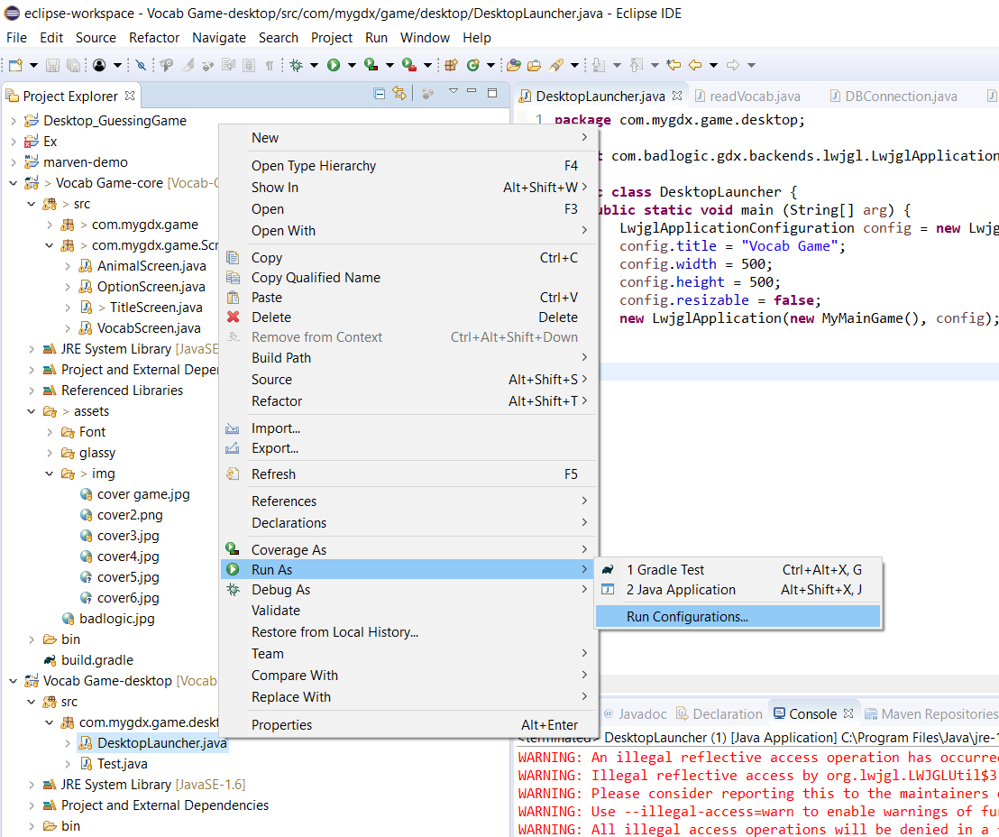 eclipse-workspace - Vocab Game-desktop/src/com/mygdx/game/desktop/DesktopLauncher.java - Eclipse IDE
File Edit Source Refactor Navigate Search Project Run Window Help
Project Explorer
Desktop_GuessingGame
Ex
marven-demo
> Vocab Game-core [Vocab-
> src
> com.mygdx.game
> com.mygdx.game.Scr
AnimalScreen.java
OptionScreen.java
> TitleScreen.java
VocabScreen.java
JRE System Library [JavaSE
Project and External Deper
Referenced Libraries
> assets
Font
glassy
> img
cover game.jpg
cover2.png
cover3.jpg
cover4.jpg
cover5.jpg
cover6.jpg
badlogic.jpg
bin
build.gradle
Vocab Game-desktop [Vocab
src
com.mygdx.game.deskt
DesktopLauncher.java
Test.java
JRE System Library [JavaSE-1.6]
Project and External Dependencies
bin
New
Open Type Hierarchy F4
Show In Alt+Shift+W
Open F3
Open With
Copy Ctrl+C
Copy Qualified Name
Paste Ctrl+V
Delete Delete
Remove from Context Ctrl+Alt+Shift+Down
Build Path
Source Alt+Shift+S
Refactor Alt+Shift+T
Import...
Export...
Refresh F5
References
Declarations
Coverage As
Run As
Debug As
Validate
Restore from Local History...
Team
Compare With
Replace With
Properties Alt+Enter
1 Gradle Test Ctrl+Alt+X, G
2 Java Application Alt+Shift+X, J
Run Configurations...
DesktopLauncher.java readVocab.java DBConnection.java
1 package com.mygdx.game.desktop;
t com.badlogic.gdx.backends.lwjgl.LwjglApplication
c class DesktopLauncher {
ublic static void main (String[] arg) {
LwjglApplicationConfiguration config = new Lwjg
config.title = "Vocab Game";
config.width = 500;
config.height = 500;
config.resizable = false;
new LwjglApplication(new MyMainGame(), config);
@ Javadoc Declaration Console Maven Repositories
<terminated> DesktopLauncher (1) [Java Application] C:\Program Files\Java\jre-1
WARNING: An illegal reflective access operation has occurre
WARNING: Illegal reflective access by org.lwjgl.LWJGLUtil$3
WARNING: Please consider reporting this to the maintainers
WARNING: Use --illegal-access=warn to enable warnings of fu
WARNING: All illegal access operations will be denied in a